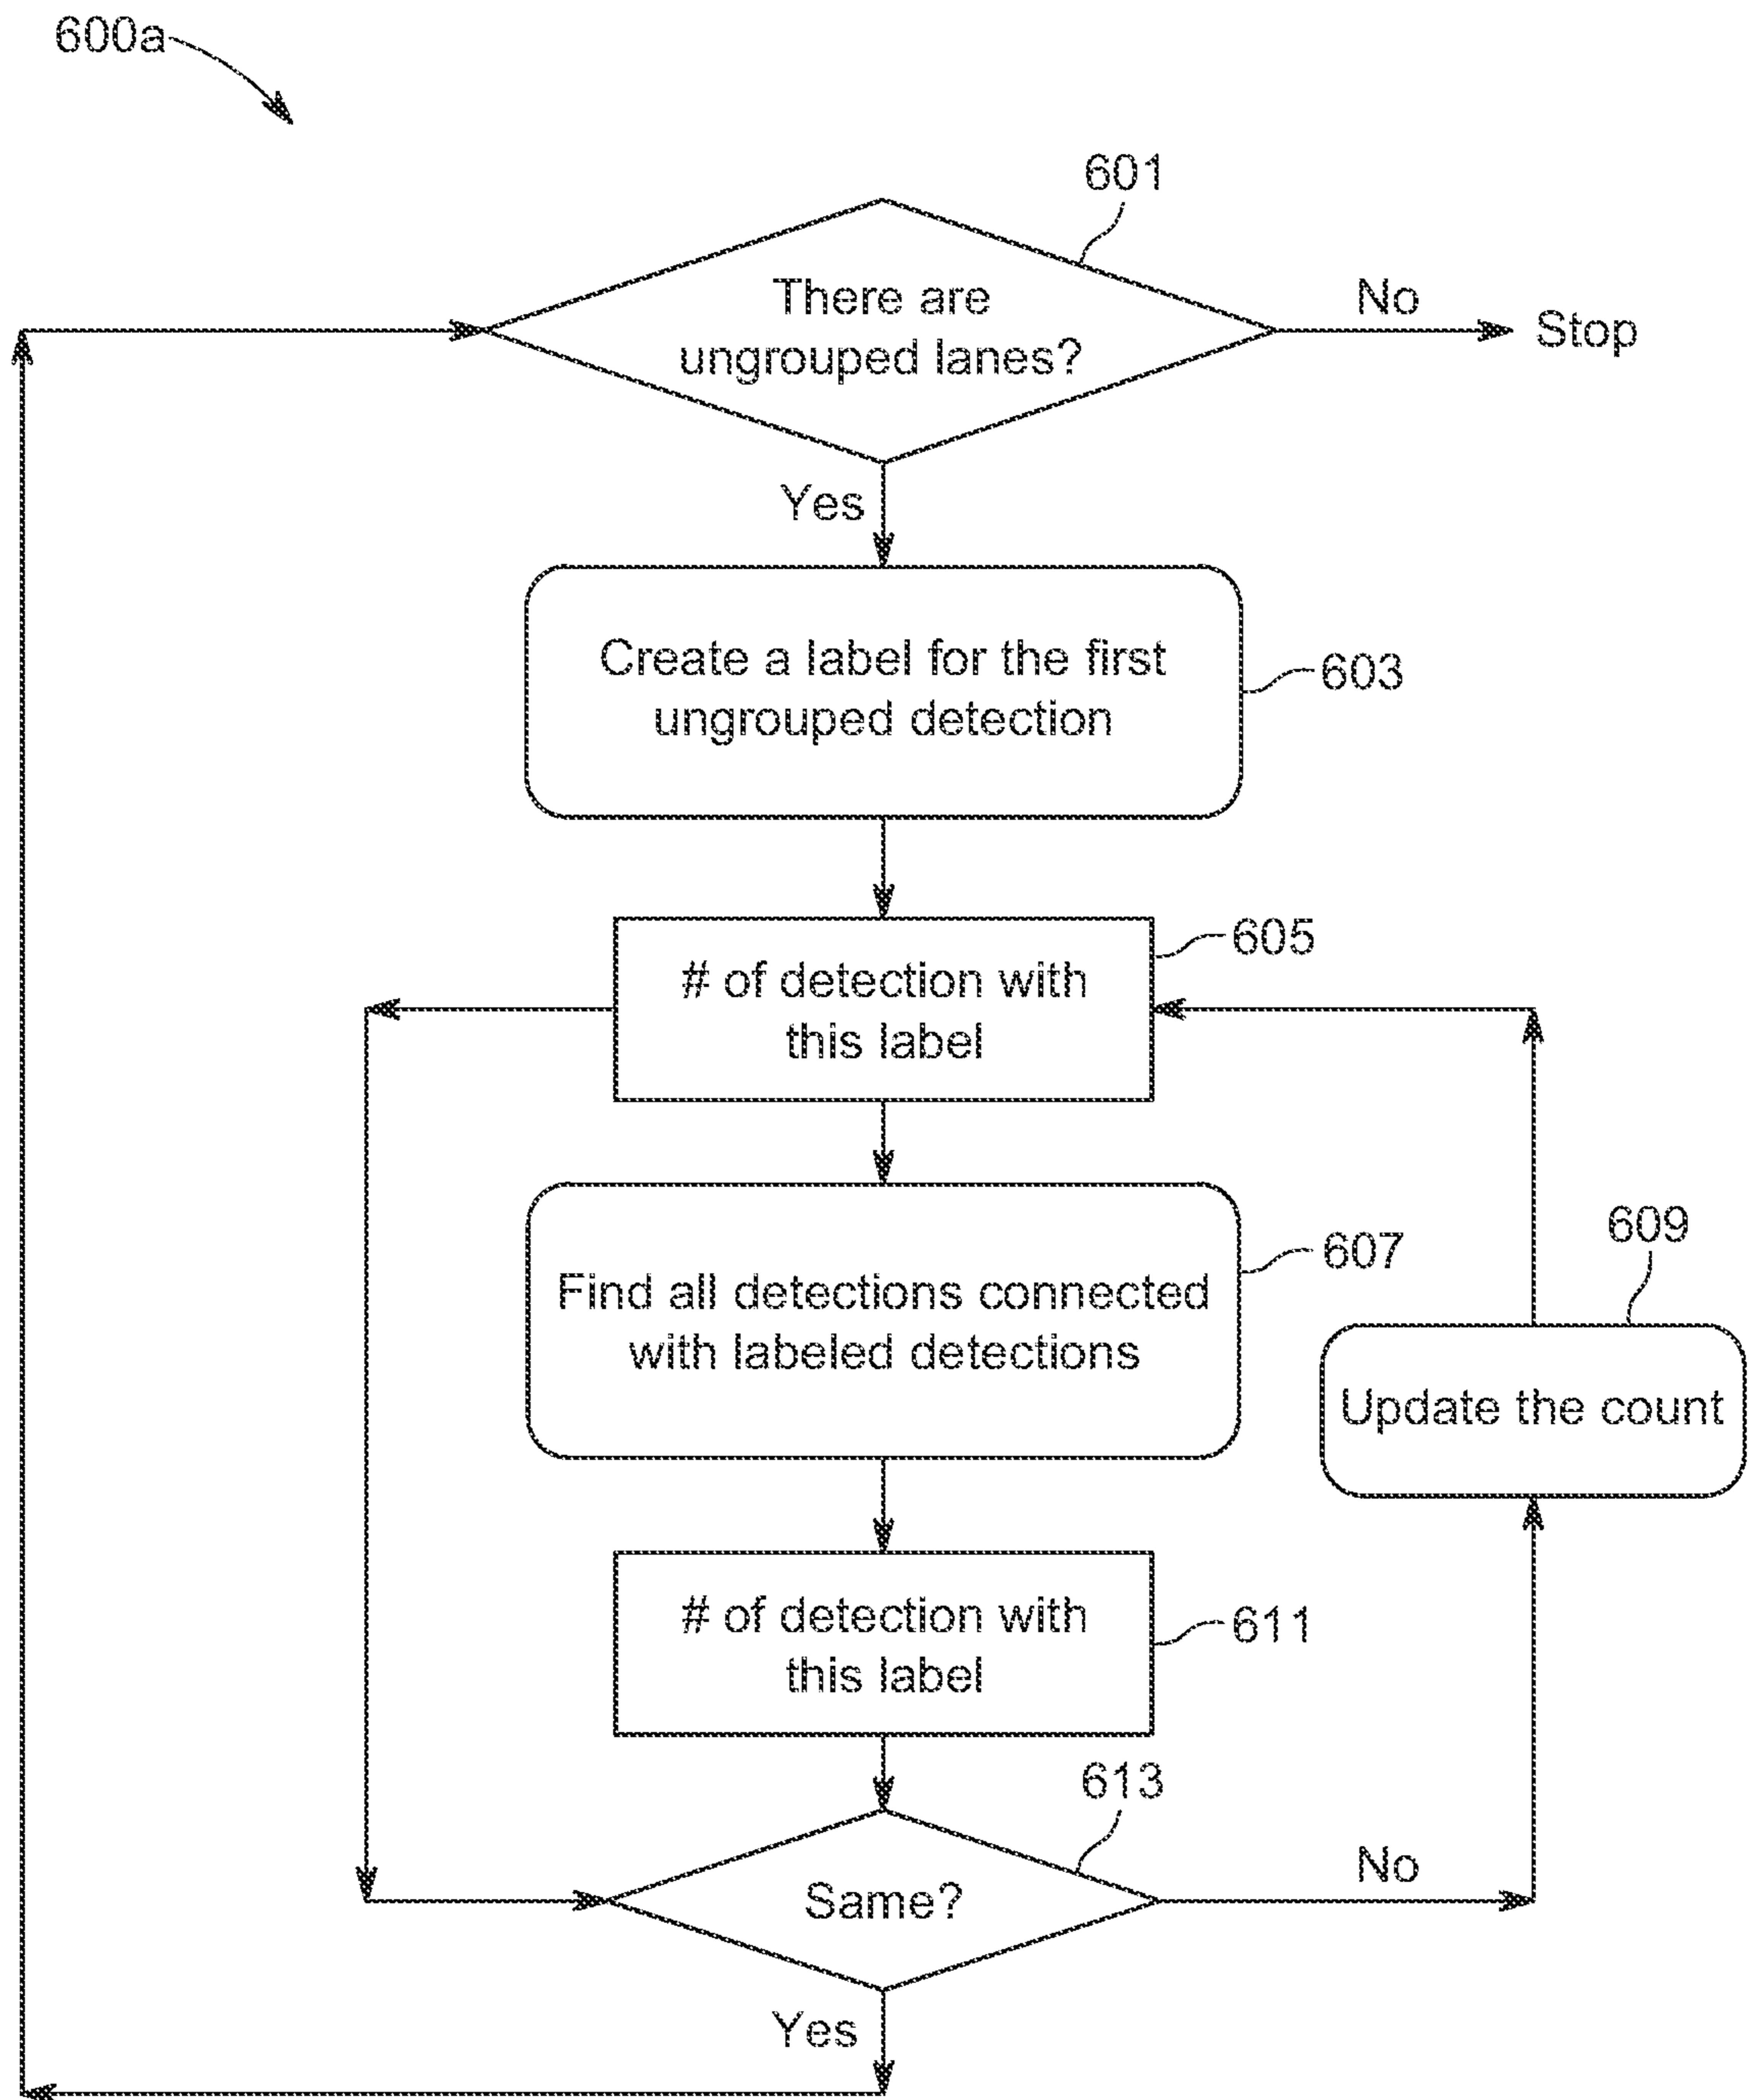 600a
601
There are
ungrouped lanes?
No
Stop
Yes
Create a label for the first
ungrouped detection
603
# of detection with
this label
605
Find all detections connected
with labeled detections
607
609
Update the count
# of detection with
this label
611
613
Same?
No
Yes